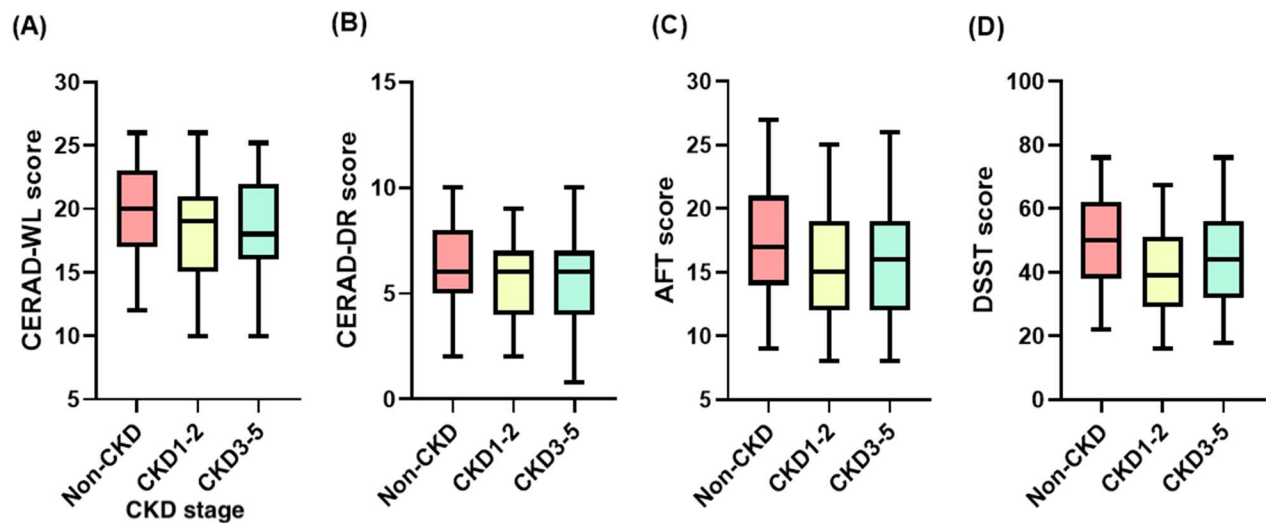 (A)
CERAD-WL score
30
25
20
15
10
5
Non-CKD
CKD1-2
CKD3-5
CKD stage
(B)
CERAD-DR score
15
10
5
0
Non-CKD
CKD1-2
CKD3-5
(C)
AFT score
30
25
20
15
10
5
Non-CKD
CKD1-2
CKD3-5
(D)
DSST score
100
80
60
40
20
0
Non-CKD
CKD1-2
CKD3-5